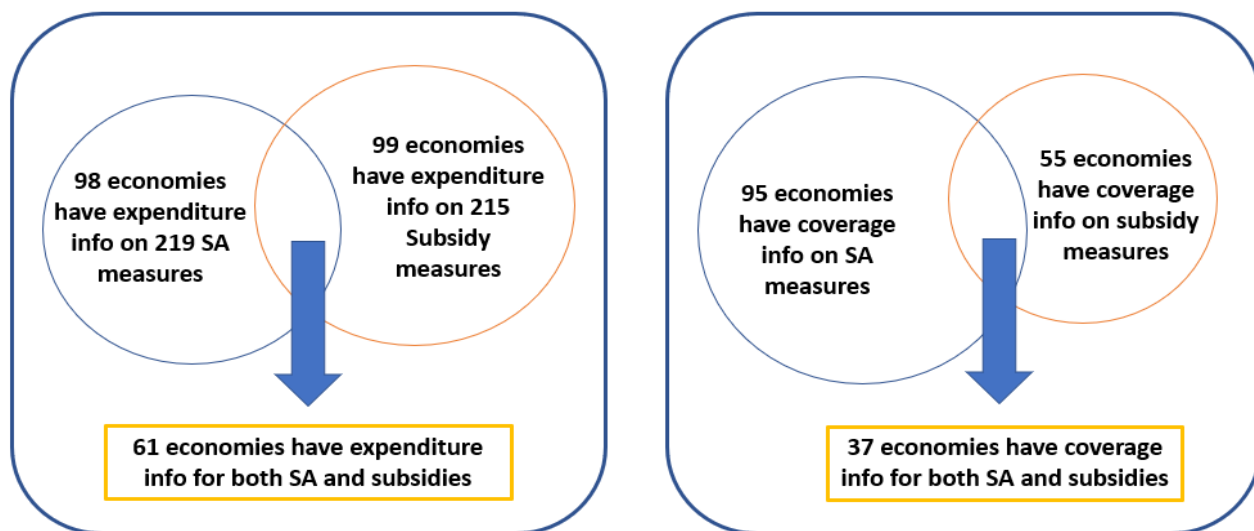 98 economies
have expenditure
info on 219 SA
measures
99 economies
have expenditure
info on 215
Subsidy
measures
61 economies have expenditure
info for both SA and subsidies
95 economies
have coverage
info on SA
measures
55 economies
have coverage
info on subsidy
measures
37 economies have coverage
info for both SA and subsidies